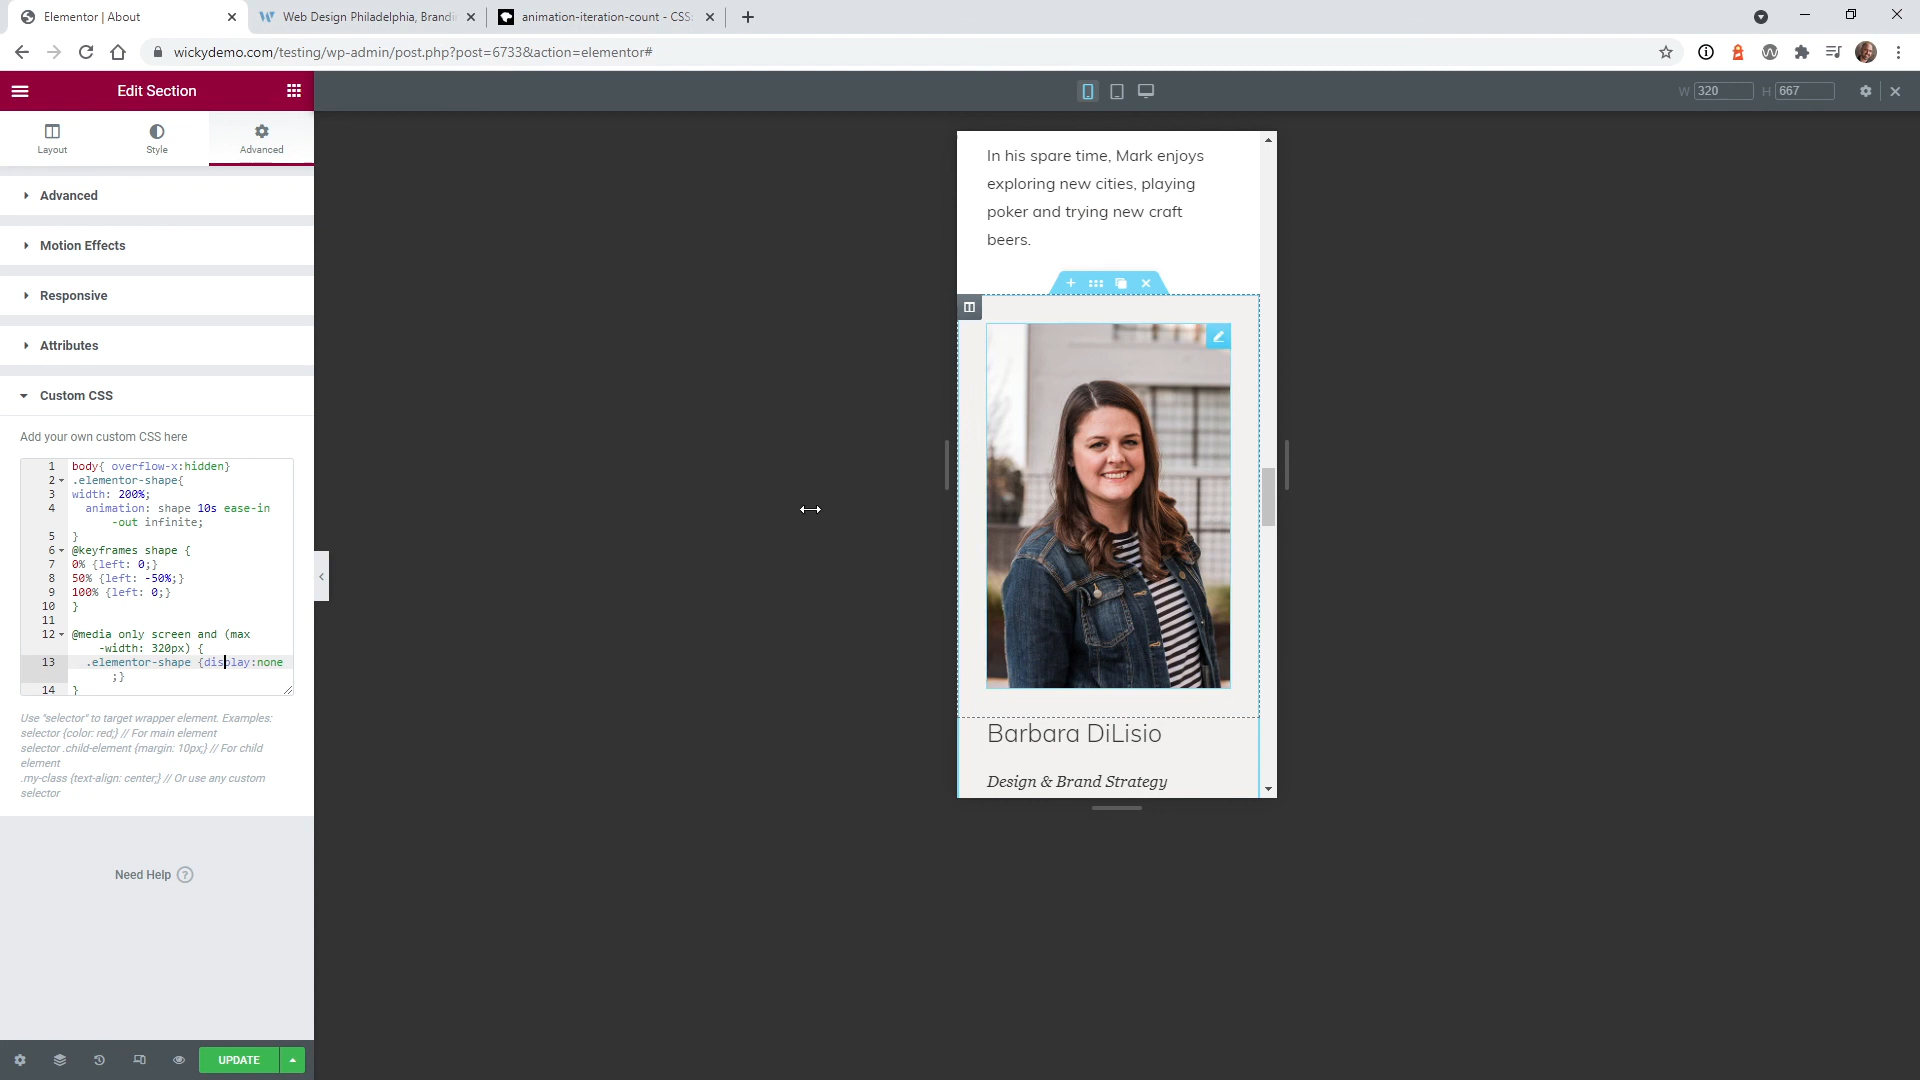 Elementor | About
Web Design Philadelphia, Brandi
animation-iteration-count - CSS:
wickydemo.com/testing/wp-admin/post.php?post=6733&action=elementor#
Edit Section
W 320 H 667
Layout Style Advanced
Advanced
Motion Effects
Responsive
Attributes
Custom CSS
Add your own custom CSS here
1 body{ overflow-x:hidden}
2 .elementor-shape{
3 width: 200%;
4 animation: shape 10s ease-in
-out infinite;
5 }
6 @keyframes shape {
7 0% {left: 0;}
8 50% {left: -50%;}
9 100% {left: 0;}
10 }
11
12 @media only screen and (max
-width: 320px) {
13 .elementor-shape {display:none
;}
14 }
Use "selector" to target wrapper element. Examples:
selector {color: red;} // For main element
selector .child-element {margin: 10px;} // For child
element
.my-class {text-align: center;} // Or use any custom
selector
Need Help ?
UPDATE
In his spare time, Mark enjoys
exploring new cities, playing
poker and trying new craft
beers.
Barbara DiLisio
Design & Brand Strategy